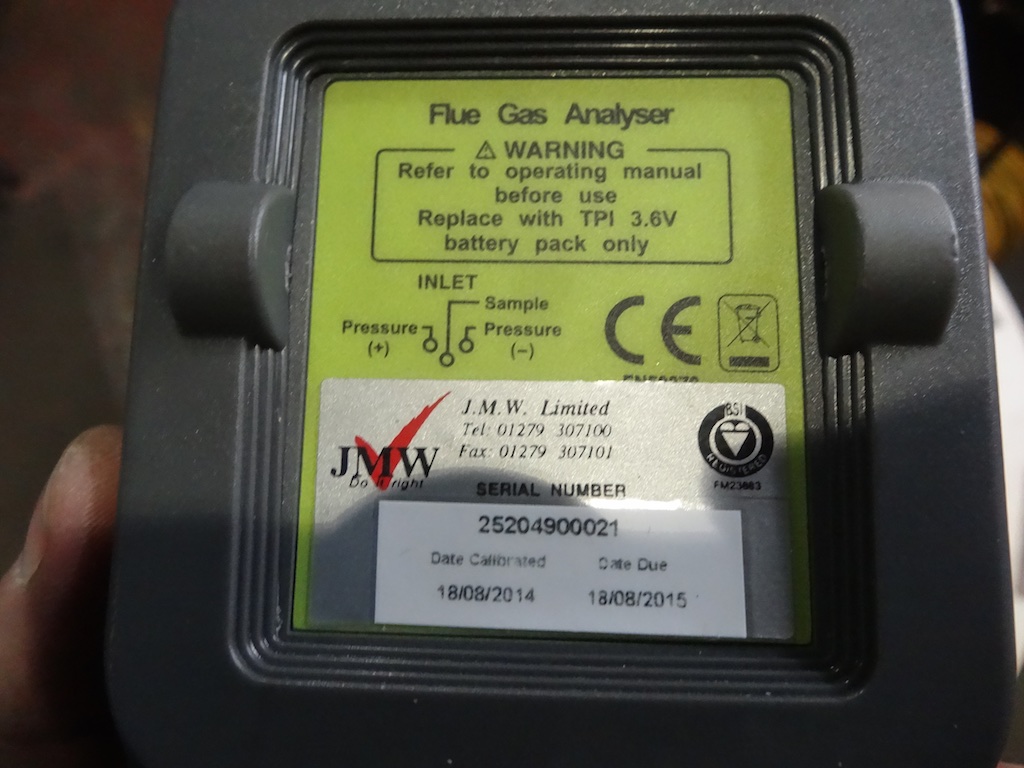 Flue Gas Analyser
WARNING
Refer to operating manual
before use
Replace with TPI 3.6V
battery pack only
INLET
Sample
Pressure
(+)
Pressure
(−)
CE
J.M.W. Limited
Tel: 01279 307100
Fax: 01279 307101
JMW
Do it right
BSI
REGISTERED
FM23663
SERIAL NUMBER
25204900021
Date Calibrated Date Due
18/08/2014 18/08/2015